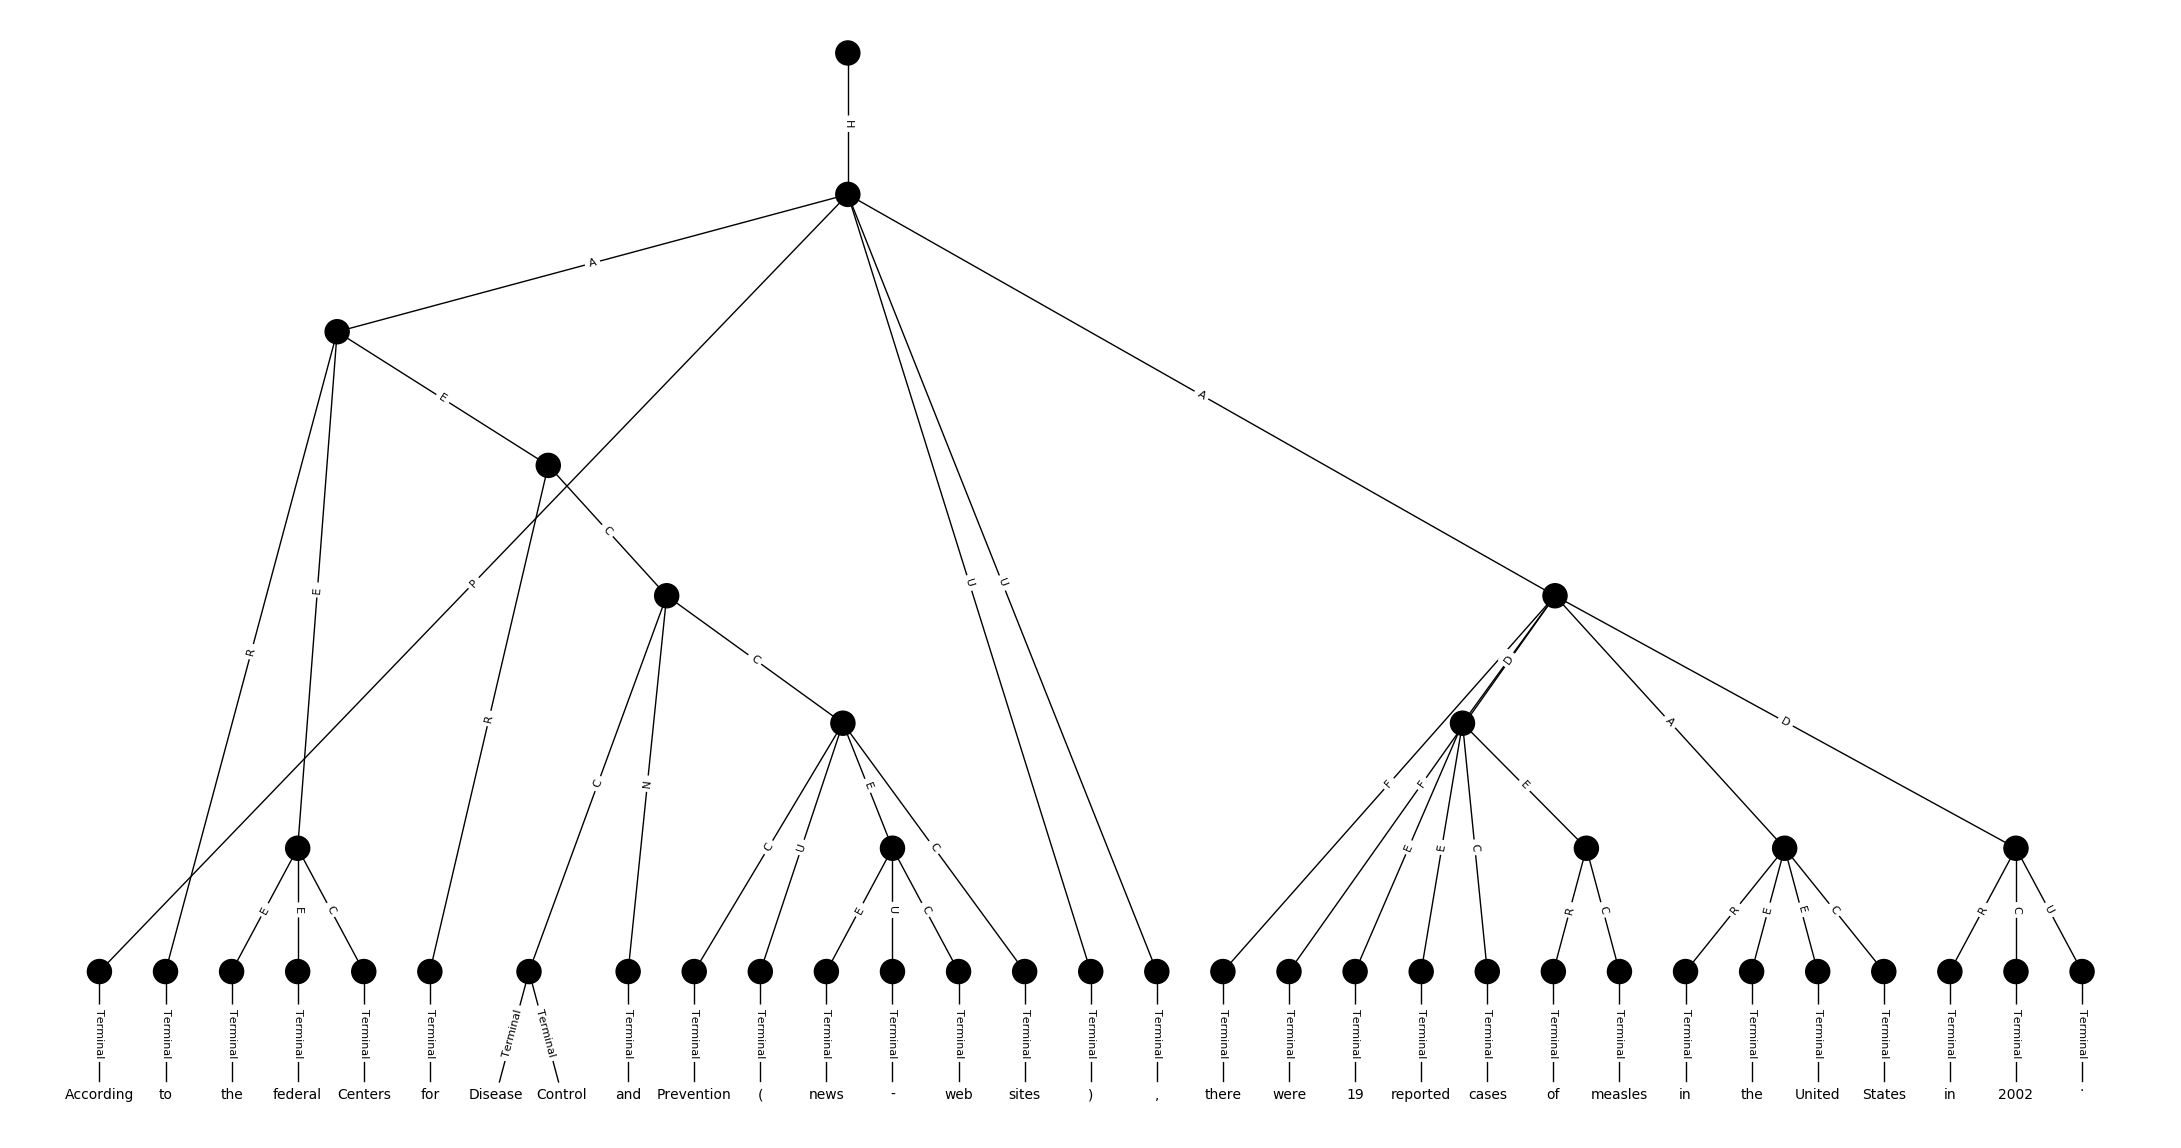 H
A
E
A
C
P
E
U
U
R
C
D
R
A
D
C
N
E
F
F
E
C
U
C
E
E
C
E
E
C
E
U
C
R
C
R
E
E
C
R
C
U
Terminal Terminal Terminal Terminal Terminal Terminal Terminal Terminal Terminal Terminal Terminal Terminal Terminal Terminal Terminal Terminal Terminal Terminal Terminal Terminal Terminal Terminal Terminal Terminal Terminal Terminal Terminal Terminal Terminal Terminal Terminal
According to the federal Centers for Disease Control and Prevention ( news - web sites ) , there were 19 reported cases of measles in the United States in 2002 .